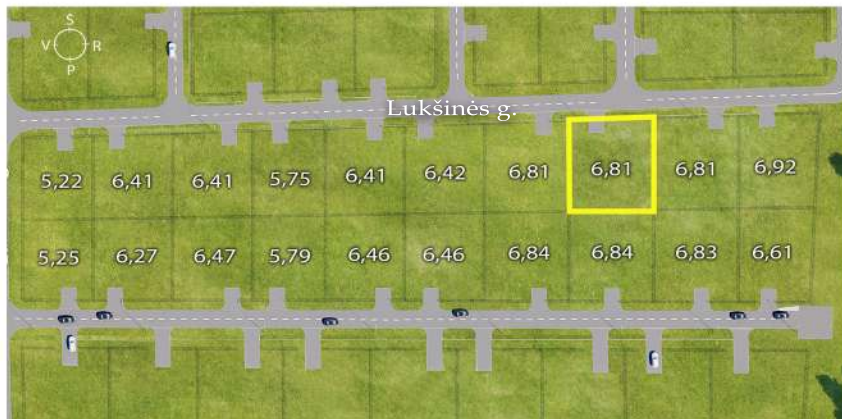 Š
V R
P
Lukšinės g.
5,22 6,41 6,41 5,75 6,41 6,42 6,81 6,81 6,81 6,92
5,25 6,27 6,47 5,79 6,46 6,46 6,84 6,84 6,83 6,61